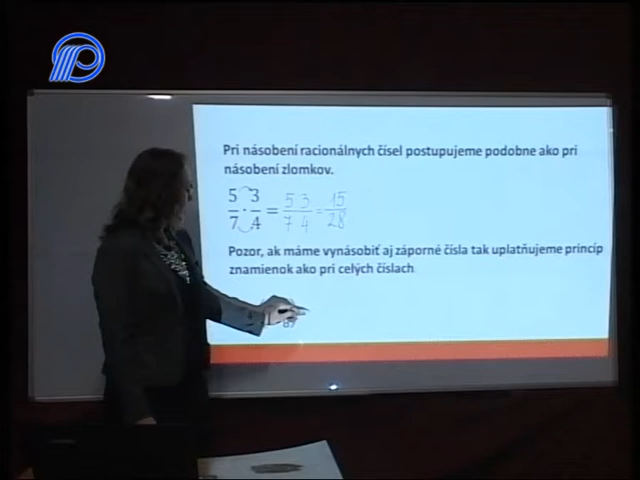 Pri násobení racionálnych čísel postupujeme podobne ako pri
násobení zlomkov.
5/7 · 3/4 = 5 3/7 4 = 15/28
Pozor, ak máme vynásobiť aj záporné čísla tak uplatňujeme princíp
znamienok ako pri celých číslach.